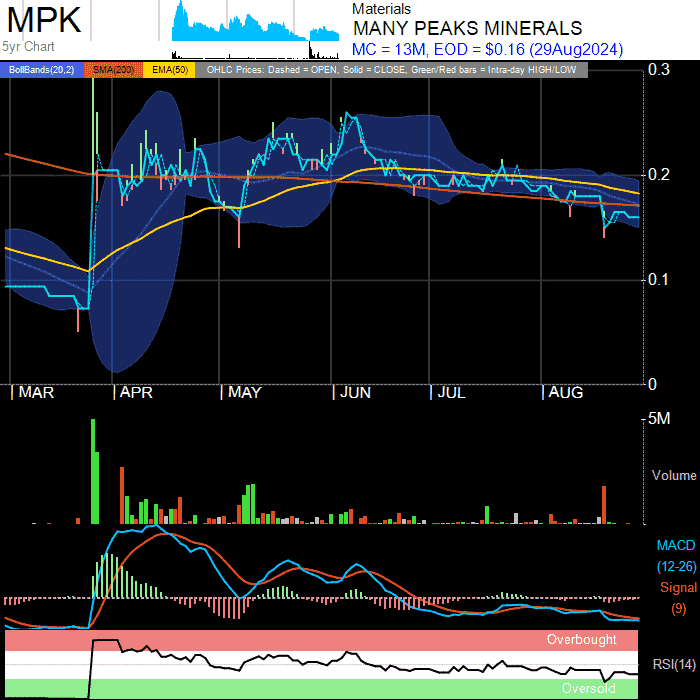 MPK
5yr Chart
Materials
MANY PEAKS MINERALS
MC = 13M, EOD = $0.16 (29Aug2024)
BollBands(20,2) SMA(200) EMA(50) OHLC Prices: Dashed = OPEN, Solid = CLOSE, Green/Red bars = Intra-day HIGH/LOW
0.3
0.2
0.1
0
MAR APR MAY JUN JUL AUG
5M
Volume
MACD
(12-26)
Signal
(9)
Overbought
RSI(14)
Oversold